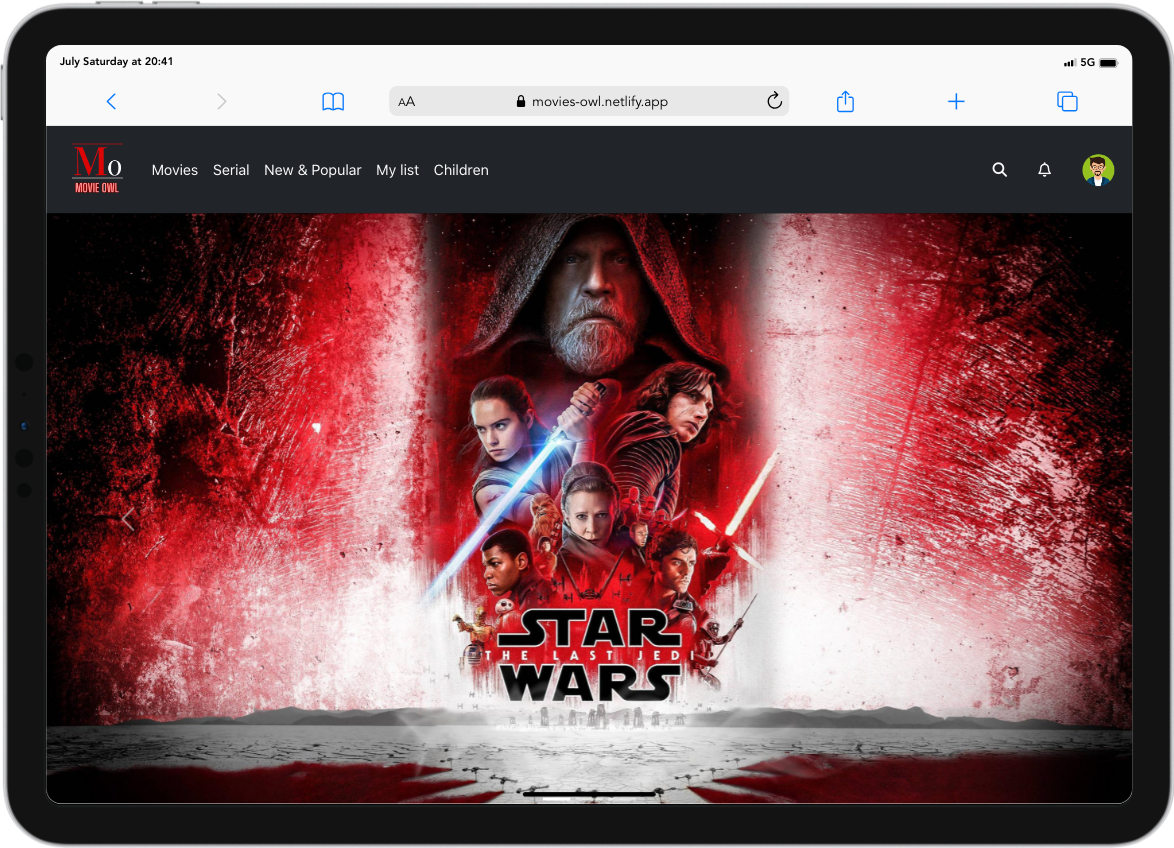 July Saturday at 20:41
5G
AA
movies-owl.netlify.app
Mo
MOVIE OWL
Movies Serial New & Popular My list Children
STAR
THE LAST JEDI
WARS